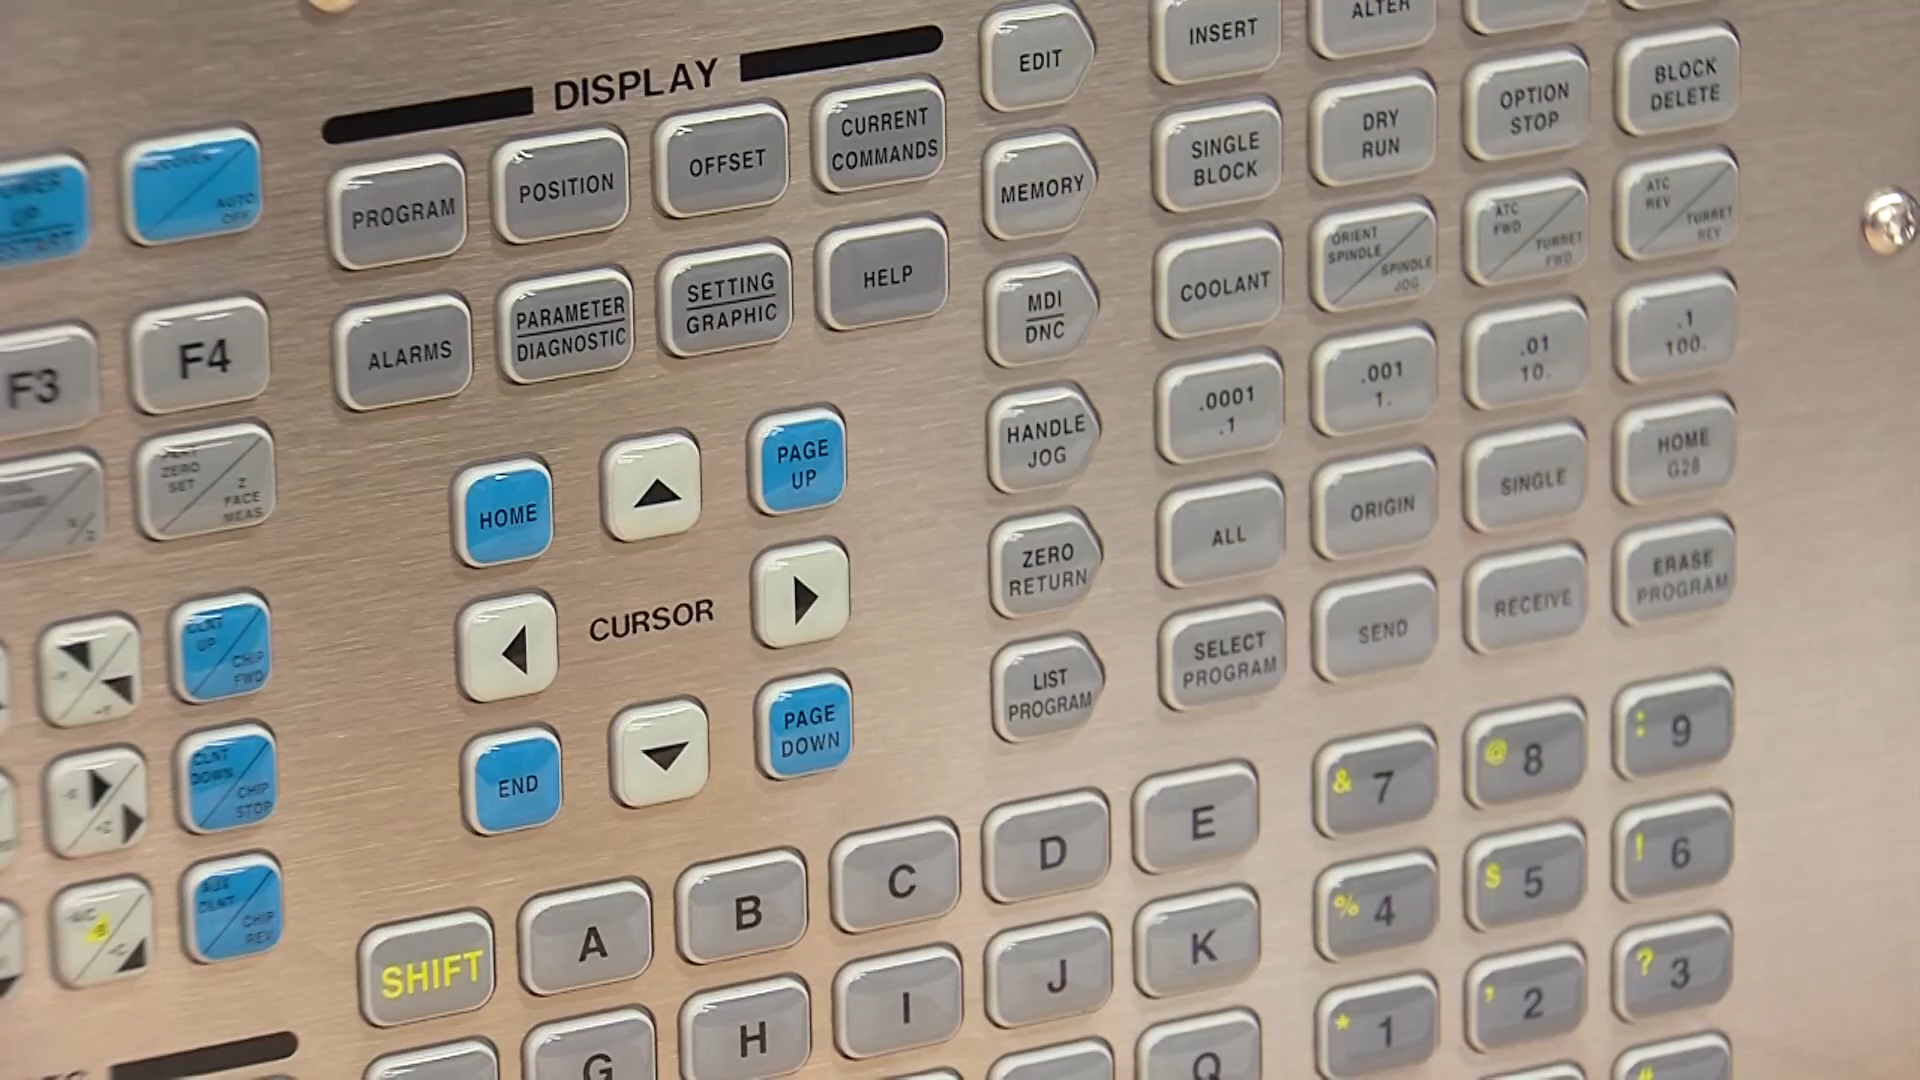 DISPLAY
PROGRAM
POSITION
OFFSET
CURRENT
COMMANDS
ALARMS
PARAMETER
DIAGNOSTIC
SETTING
GRAPHIC
HELP
AUTO
OFF
F3
F4
ZERO
SET
Z
FACE
MEAS
HOME
PAGE
UP
CURSOR
END
PAGE
DOWN
CLNT
UP
CHIP
FWD
CLNT
DOWN
CHIP
STOP
AUX
CLNT
CHIP
REV
EDIT
INSERT
ALTER
MEMORY
SINGLE
BLOCK
DRY
RUN
OPTION
STOP
BLOCK
DELETE
MDI
DNC
COOLANT
ORIENT
SPINDLE
SPINDLE
JOG
ATC
FWD
TURRET
FWD
ATC
REV
TURRET
REV
HANDLE
JOG
.0001
.1
.001
1.
.01
10.
.1
100.
ZERO
RETURN
ALL
ORIGIN
SINGLE
HOME
G28
LIST
PROGRAM
SELECT
PROGRAM
SEND
RECEIVE
ERASE
PROGRAM
SHIFT
A
B
C
D
E
& 7
@ 8
: 9
G
H
I
J
K
% 4
$ 5
! 6
Q
* 1
, 2
? 3